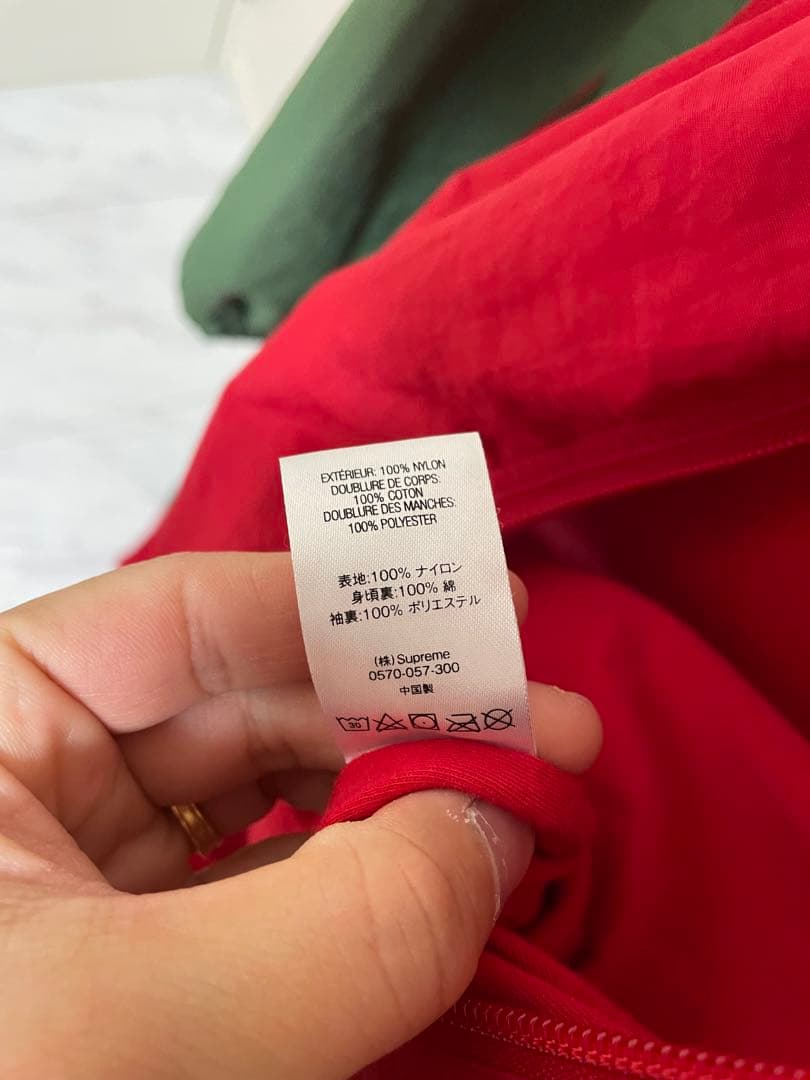 EXTÉRIEUR: 100% NYLON
DOUBLURE DE CORPS:
100% COTON
DOUBLURE DES MANCHES:
100% POLYESTER
表地:100% ナイロン
身頃裏:100% 綿
袖裏:100% ポリエステル
(株)Supreme
0570-057-300
中国製
30